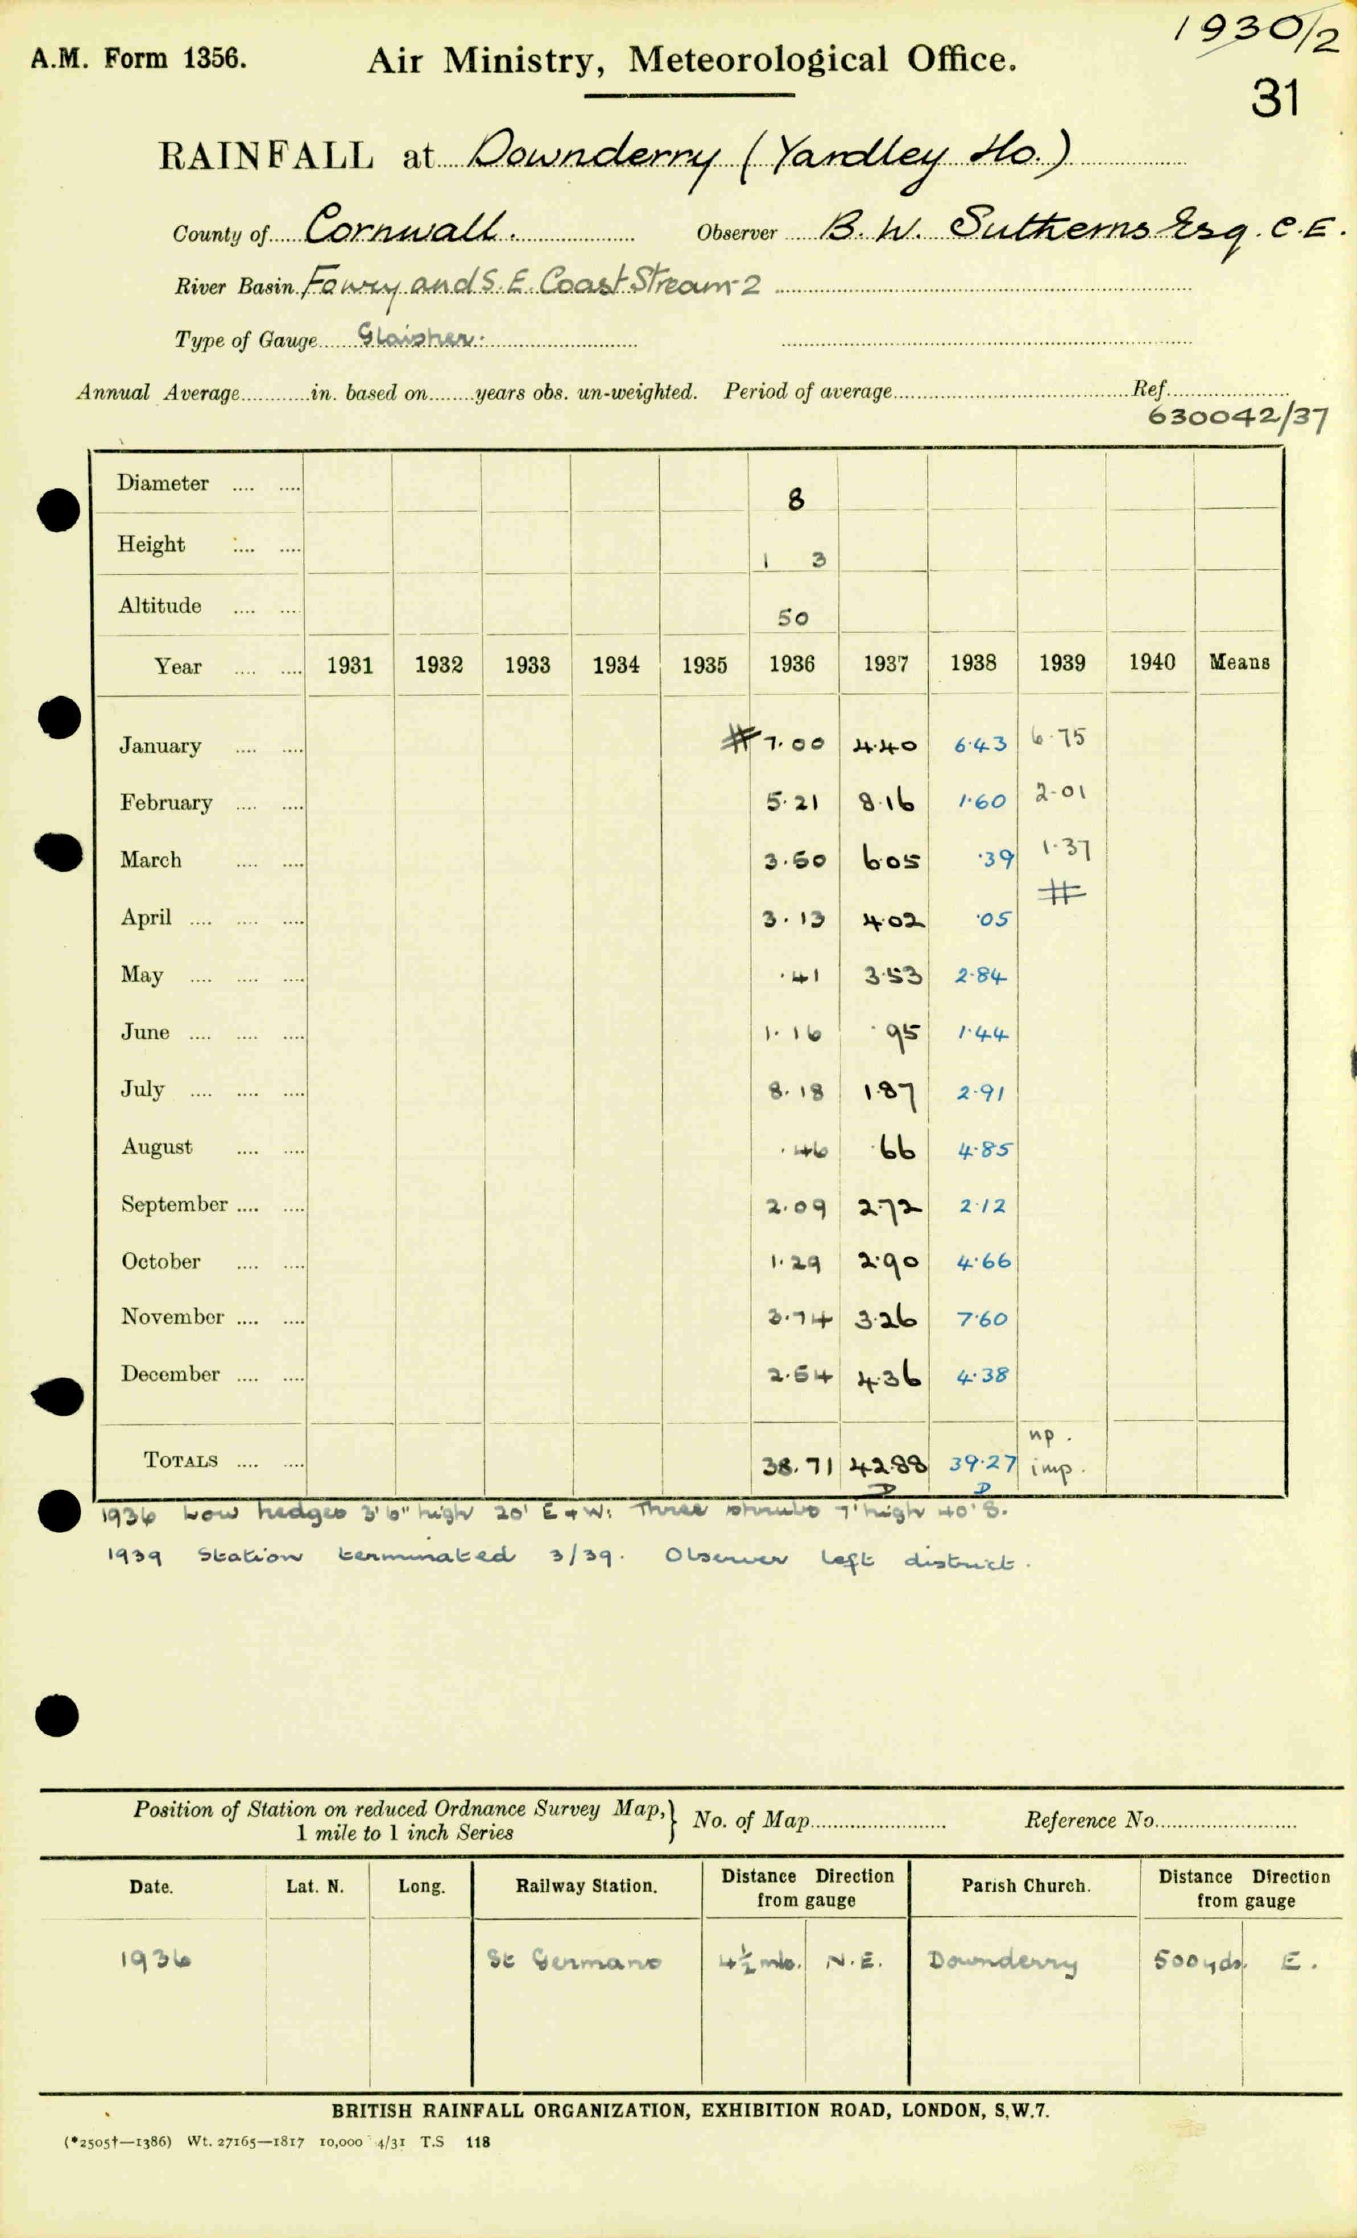 1930/2
A.M. Form 1356. Air Ministry, Meteorological Office.
31
RAINFALL at Downderry (Yardley Ho.)
County of Cornwall. Observer B. W. Sutherns Esq. C.E.
River Basin Fowey and S.E. Coast Stream-2
Type of Gauge Glaisher.
Annual Average in. based on years obs. un-weighted. Period of average Ref.
630042/37
Diameter 8
Height 1 3
Altitude 50
Year 1931 1932 1933 1934 1935 1936 1937 1938 1939 1940 Means
January # 7.00 4.40 6.43 6.75
February 5.21 8.16 1.60 2.01
March 3.50 6.05 .39 1.37
#
April 3.13 4.02 .05
May .41 3.53 2.84
June 1.16 .95 1.44
July 8.18 1.87 2.91
August .46 .66 4.85
September 2.09 2.72 2.12
October 1.29 2.90 4.66
November 3.74 3.26 7.60
December 2.54 4.36 4.38
np.
TOTALS 38.71 42.88 39.27 imp.
D D
1936 Low hedges 3'6" high 20' E & W: Three shrubs 7' high 40' S.
1939 Station terminated 3/39. Observer left district.
Position of Station on reduced Ordnance Survey Map, } No. of Map Reference No.
1 mile to 1 inch Series
Date. Lat. N. Long. Railway Station. Distance Direction from gauge Parish Church. Distance Direction from gauge
1936 St Germans 4½ mls. N.E. Downderry 500 yds. E.
BRITISH RAINFALL ORGANIZATION, EXHIBITION ROAD, LONDON, S.W.7.
(*2505†—1386) Wt. 27165—1817 10,000 4/31 T.S 118